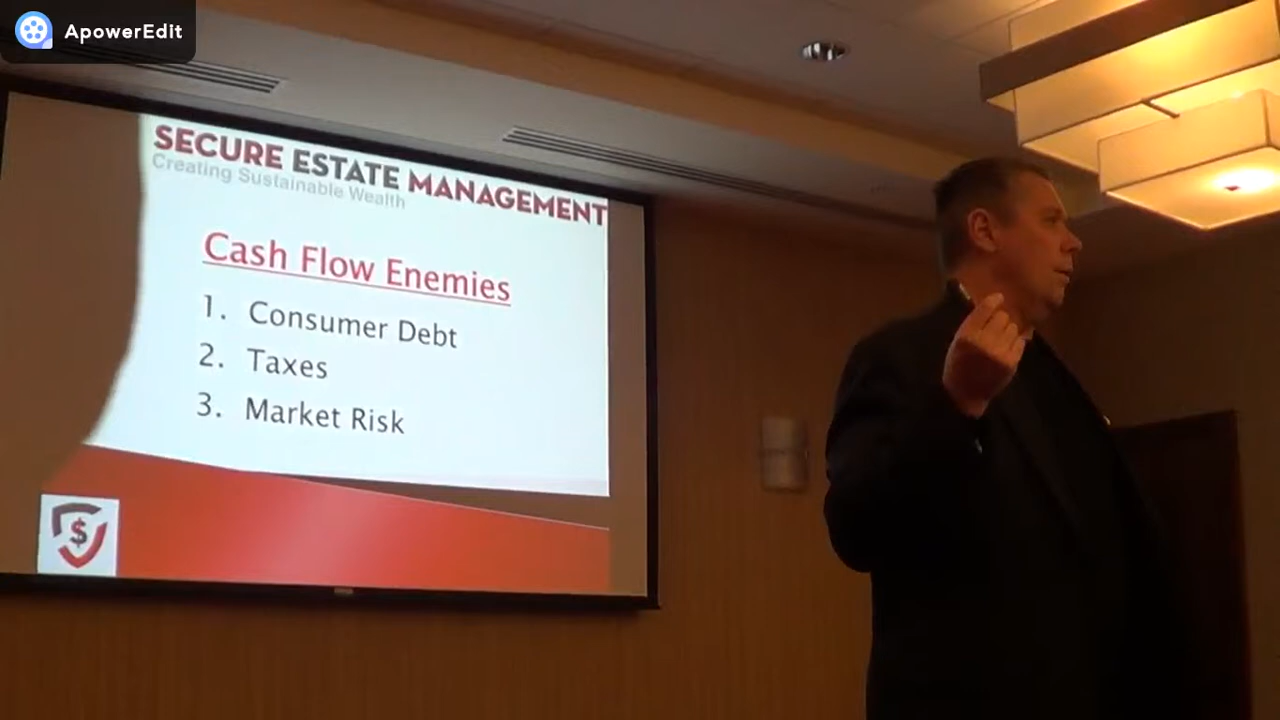 ApowerEdit
SECURE ESTATE MANAGEMENT
Creating Sustainable Wealth
Cash Flow Enemies
1. Consumer Debt
2. Taxes
3. Market Risk
$